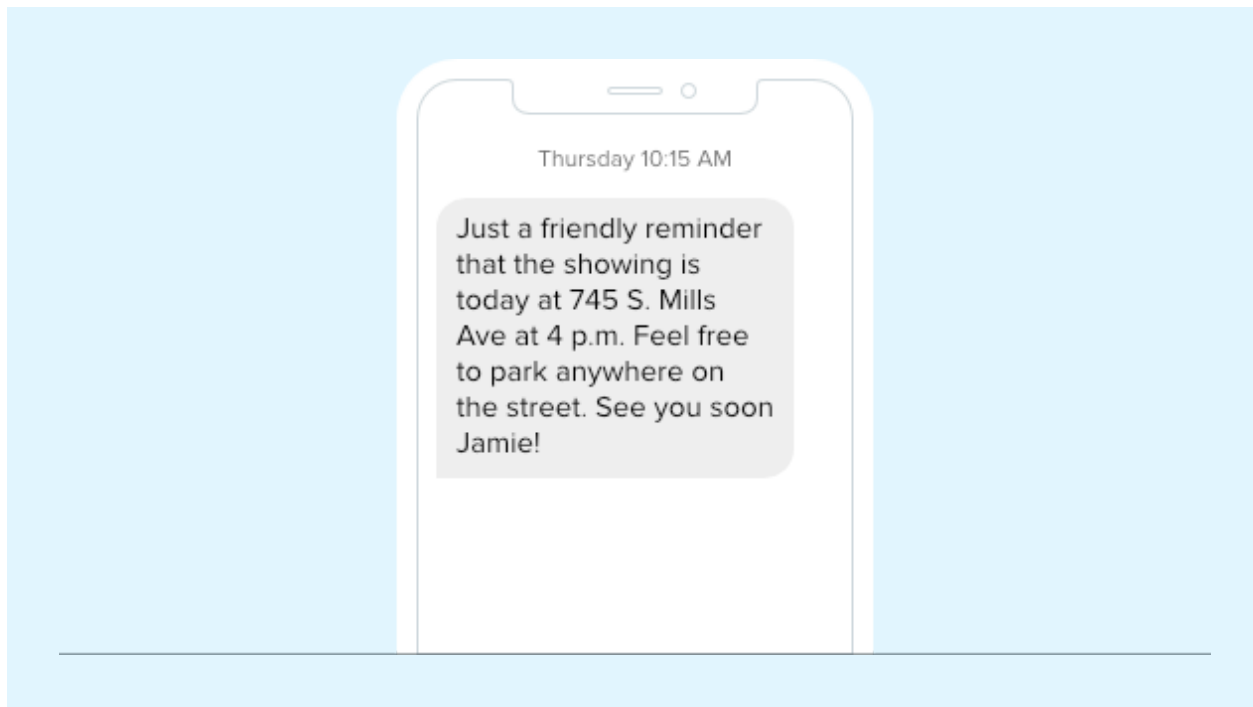 Thursday 10:15 AM
Just a friendly reminder
that the showing is
today at 745 S. Mills
Ave at 4 p.m. Feel free
to park anywhere on
the street. See you soon
Jamie!